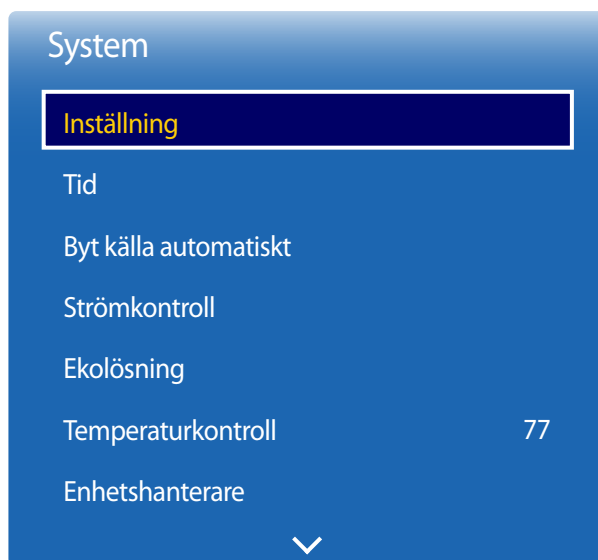 System
Inställning
Tid
Byt källa automatiskt
Strömkontroll
Ekolösning
Temperaturkontroll 77
Enhetshanterare